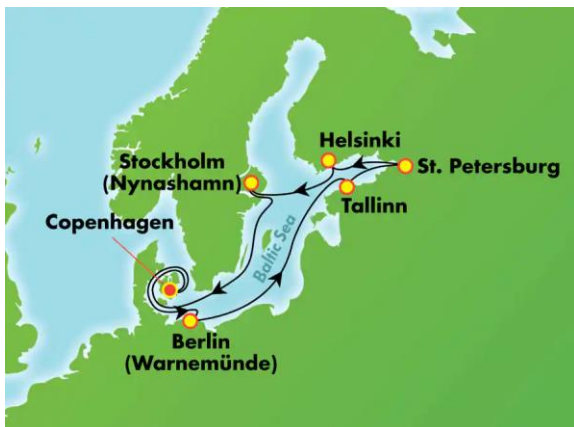 Helsinki
Stockholm
(Nynashamn)
St. Petersburg
Tallinn
Copenhagen
Baltic Sea
Berlin
(Warnemünde)